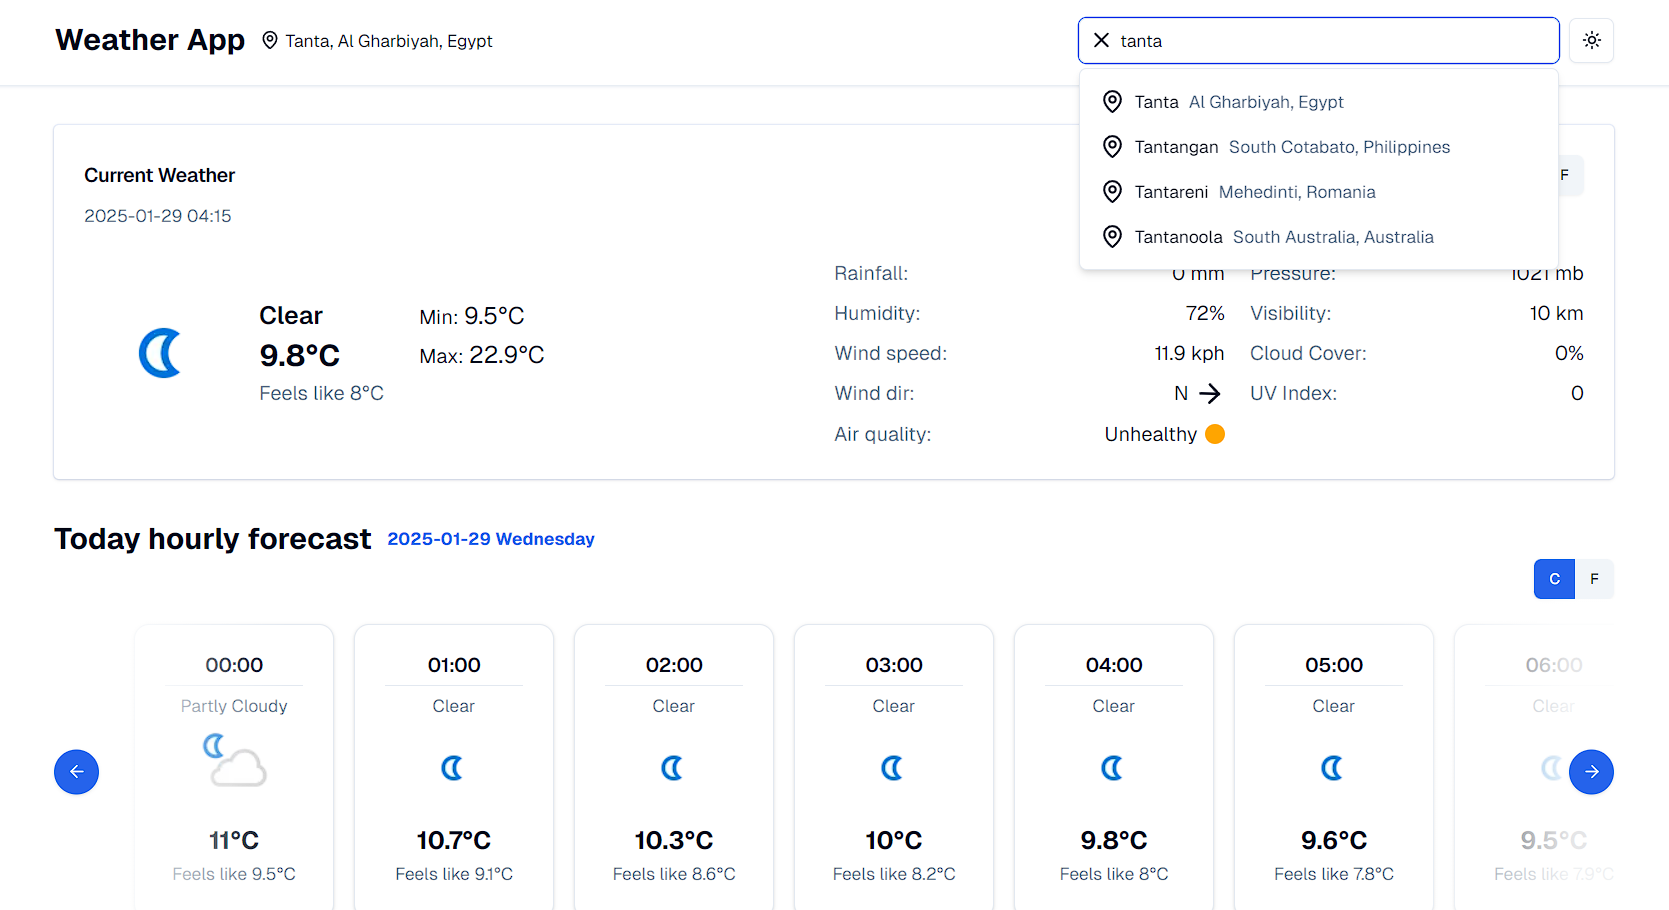 Weather App
Tanta, Al Gharbiyah, Egypt
tanta
Tanta Al Gharbiyah, Egypt
Tantangan South Cotabato, Philippines
Tantareni Mehedinti, Romania
Tantanoola South Australia, Australia
Current Weather
F
2025-01-29 04:15
Clear
9.8°C
Feels like 8°C
Min: 9.5°C
Max: 22.9°C
Rainfall: 0 mm
Humidity: 72%
Wind speed: 11.9 kph
Wind dir: N
Air quality: Unhealthy
Pressure: 1021 mb
Visibility: 10 km
Cloud Cover: 0%
UV Index: 0
Today hourly forecast 2025-01-29 Wednesday
C F
00:00
Partly Cloudy
11°C
Feels like 9.5°C
01:00
Clear
10.7°C
Feels like 9.1°C
02:00
Clear
10.3°C
Feels like 8.6°C
03:00
Clear
10°C
Feels like 8.2°C
04:00
Clear
9.8°C
Feels like 8°C
05:00
Clear
9.6°C
Feels like 7.8°C
06:00
Clear
9.5°C
Feels like 7.9°C